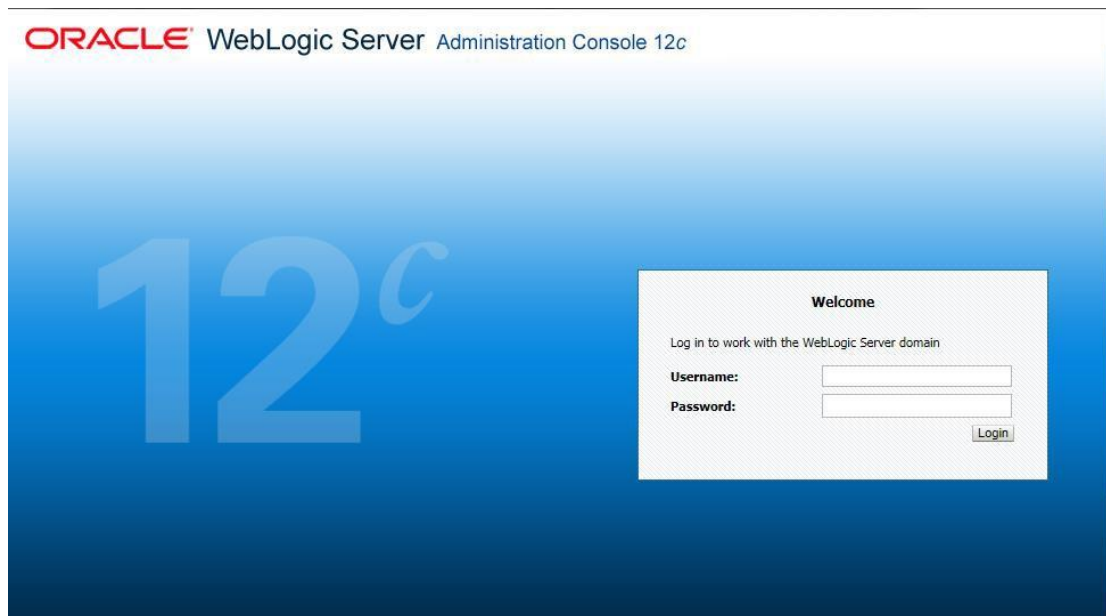 ORACLE WebLogic Server Administration Console 12c
12c
Welcome
Log in to work with the WebLogic Server domain
Username:
Password:
Login